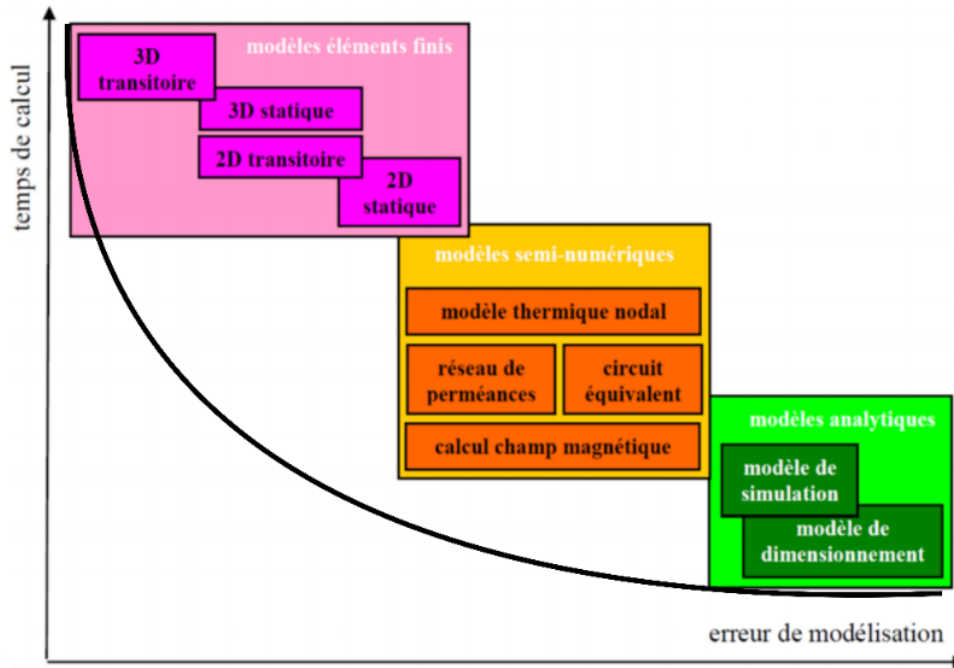 temps de calcul
modèles éléments finis
3D
transitoire
3D statique
2D transitoire
2D
statique
modèles semi-numériques
modèle thermique nodal
réseau de
perméances
circuit
équivalent
calcul champ magnétique
modèles analytiques
modèle de
simulation
modèle de
dimensionnement
erreur de modélisation